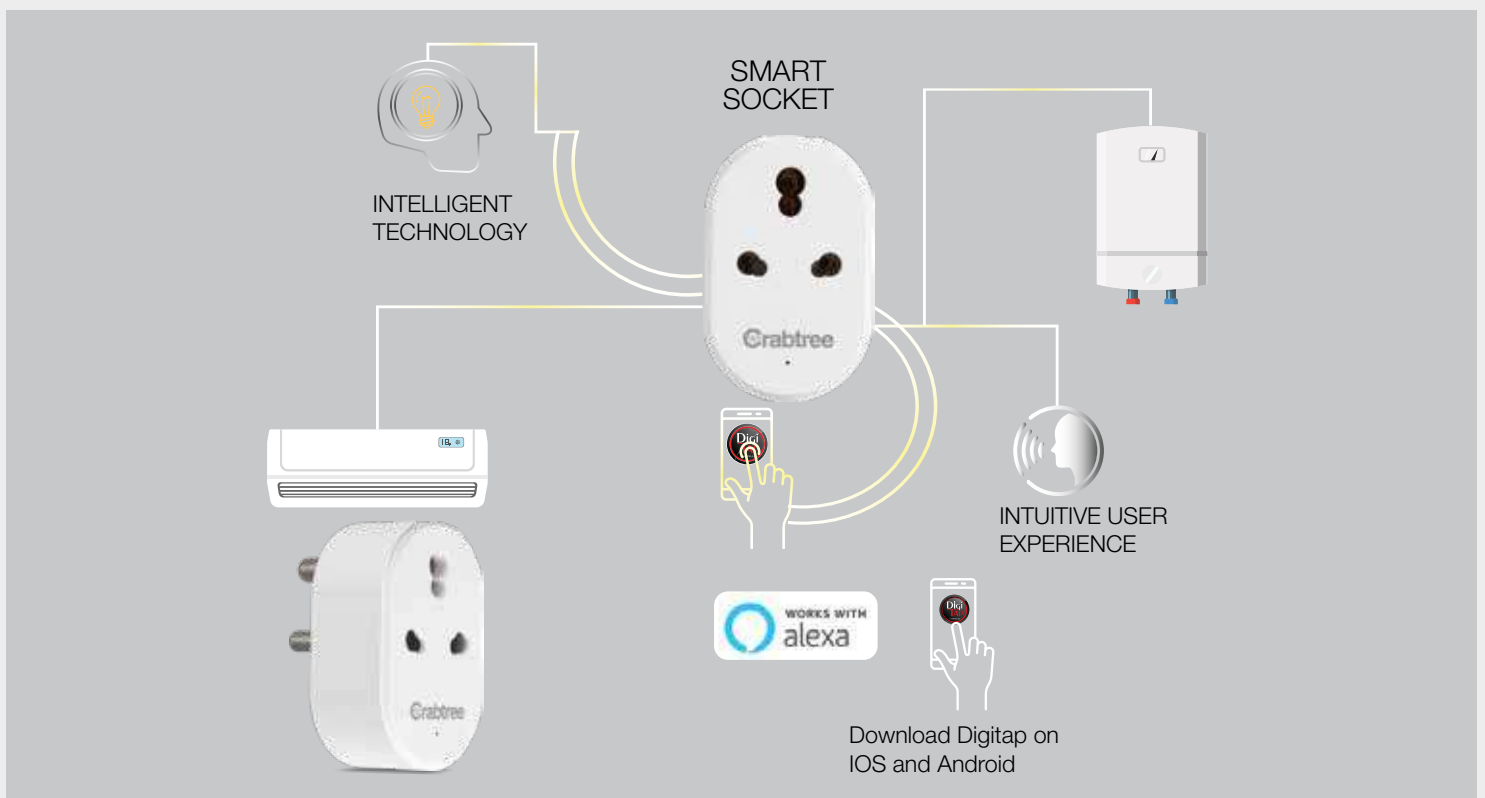 SMART
SOCKET
INTELLIGENT
TECHNOLOGY
Crabtree
Digi
INTUITIVE USER
EXPERIENCE
WORKS WITH
alexa
Digi
Crabtree
Download Digitap on
IOS and Android